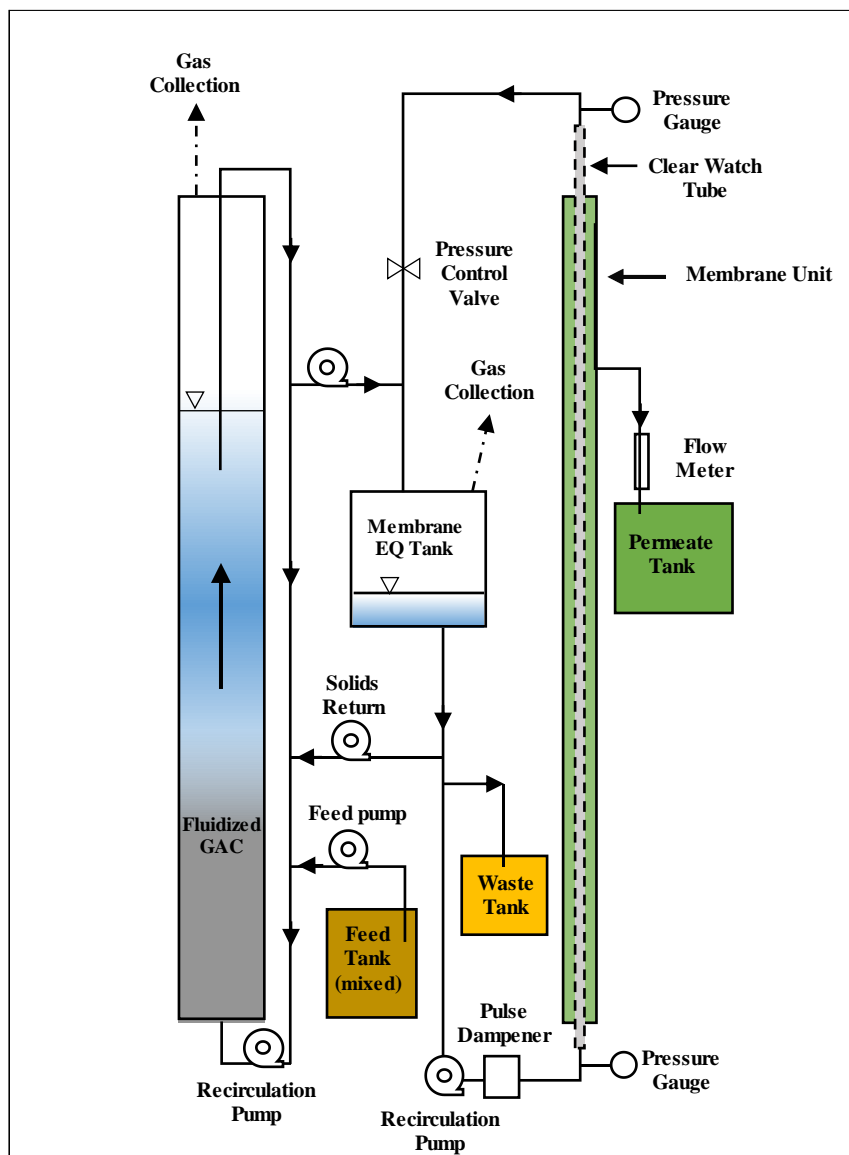 Gas
Collection
Pressure
Gauge
Clear Watch
Tube
Pressure
Control
Valve
Membrane Unit
Gas
Collection
Flow
Meter
Membrane
EQ Tank
Permeate
Tank
Solids
Return
Fluidized
GAC
Feed pump
Waste
Tank
Feed
Tank
(mixed)
Pulse
Dampener
Recirculation
Pump
Recirculation
Pump
Pressure
Gauge